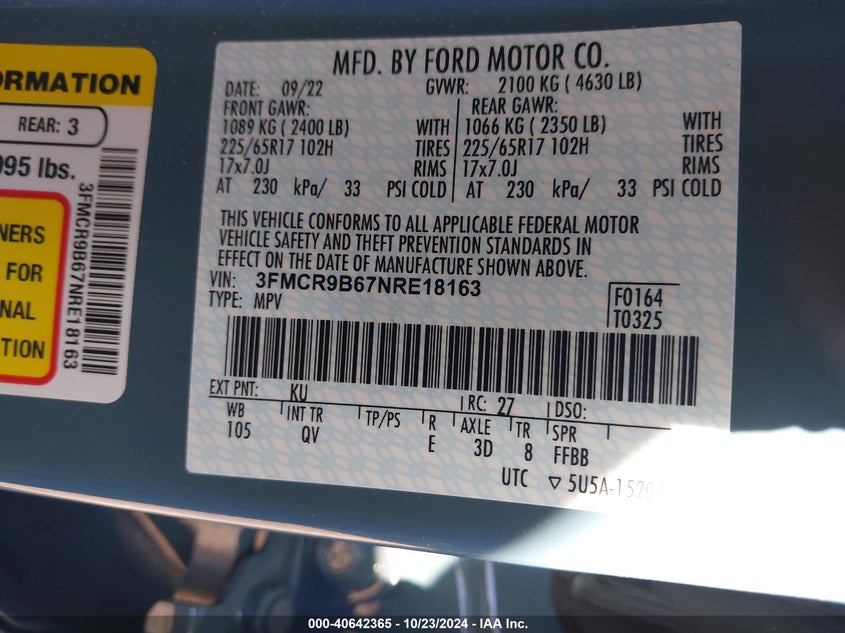 ORMATION
REAR: 3
995 lbs.
NERS
FOR
NAL
TION
3FMCR9B67NRE18163
MFD. BY FORD MOTOR CO.
DATE: 09/22 GVWR: 2100 KG ( 4630 LB)
FRONT GAWR: REAR GAWR:
1089 KG ( 2400 LB) WITH 1066 KG ( 2350 LB) WITH
225/65R17 102H TIRES 225/65R17 102H TIRES
17x7.0J RIMS 17x7.0J RIMS
AT 230 kPa/ 33 PSI COLD AT 230 kPa/ 33 PSI COLD
THIS VEHICLE CONFORMS TO ALL APPLICABLE FEDERAL MOTOR
VEHICLE SAFETY AND THEFT PREVENTION STANDARDS IN
EFFECT ON THE DATE OF MANUFACTURE SHOWN ABOVE.
VIN: 3FMCR9B67NRE18163 F0164
TYPE: MPV T0325
EXT PNT: KU RC: 27 DSO:
WB INT TR TP/PS R AXLE TR SPR
105 QV E 3D 8 FFBB
UTC ▽ 5U5A-1520
000-40642365 - 10/23/2024 - IAA Inc.